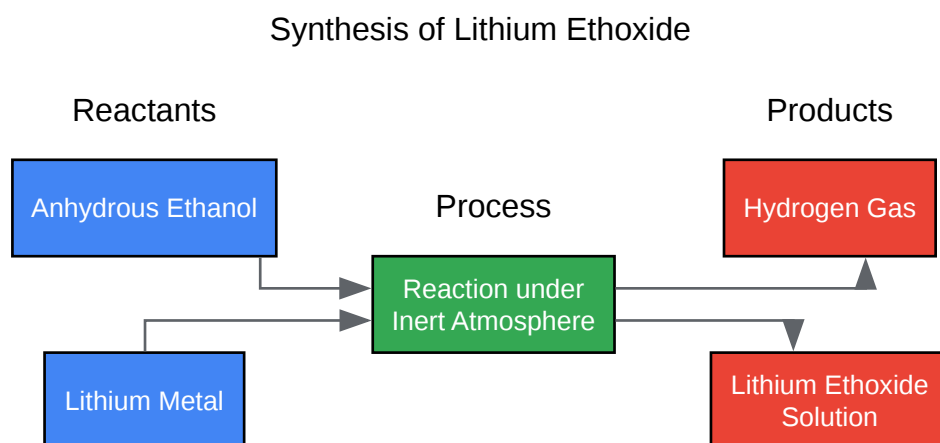 Synthesis of Lithium Ethoxide
Reactants
Products
Anhydrous Ethanol
Process
Hydrogen Gas
Reaction under
Inert Atmosphere
Lithium Metal
Lithium Ethoxide
Solution